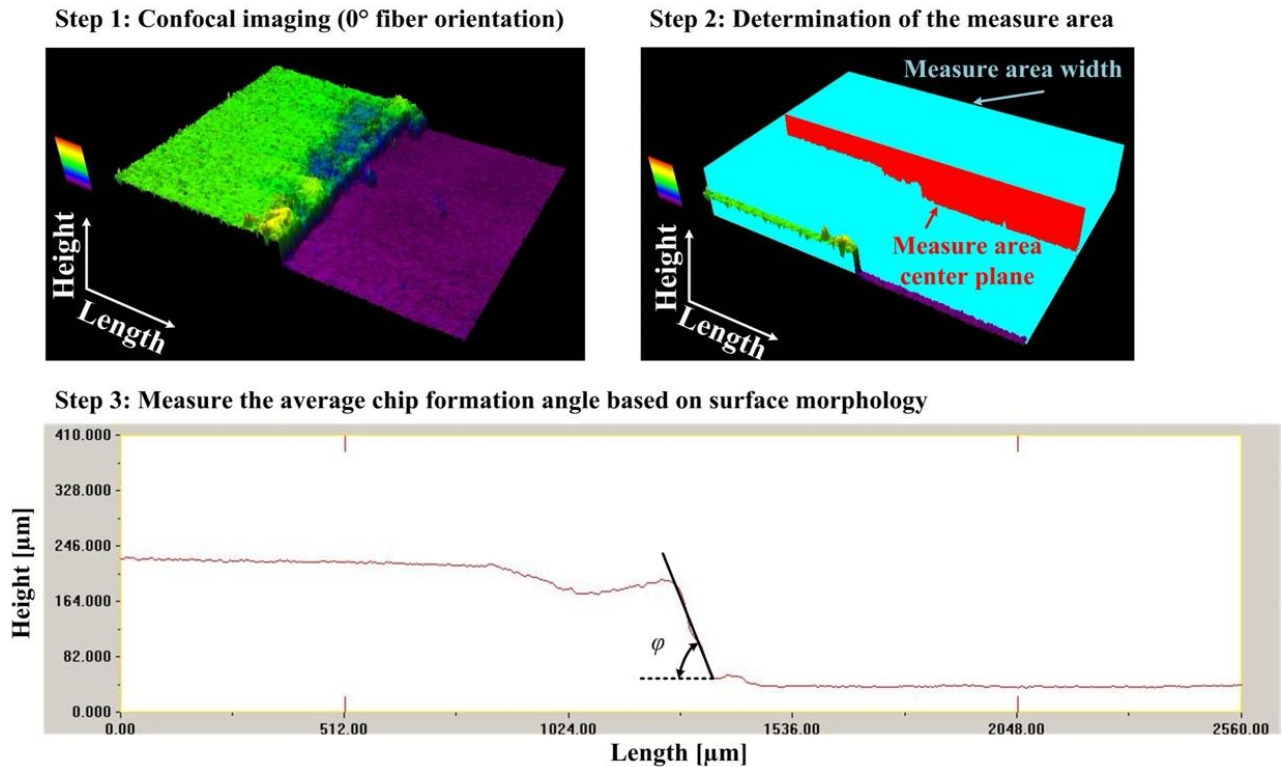 Step 1: Confocal imaging (0° fiber orientation)
Height
Length
Step 2: Determination of the measure area
Measure area width
Measure area
center plane
Height
Length
Step 3: Measure the average chip formation angle based on surface morphology
Height [μm]
410.000
328.000
246.000
164.000
82.000
0.000
φ
0.00
512.00
1024.00
1536.00
2048.00
2560.00
Length [μm]